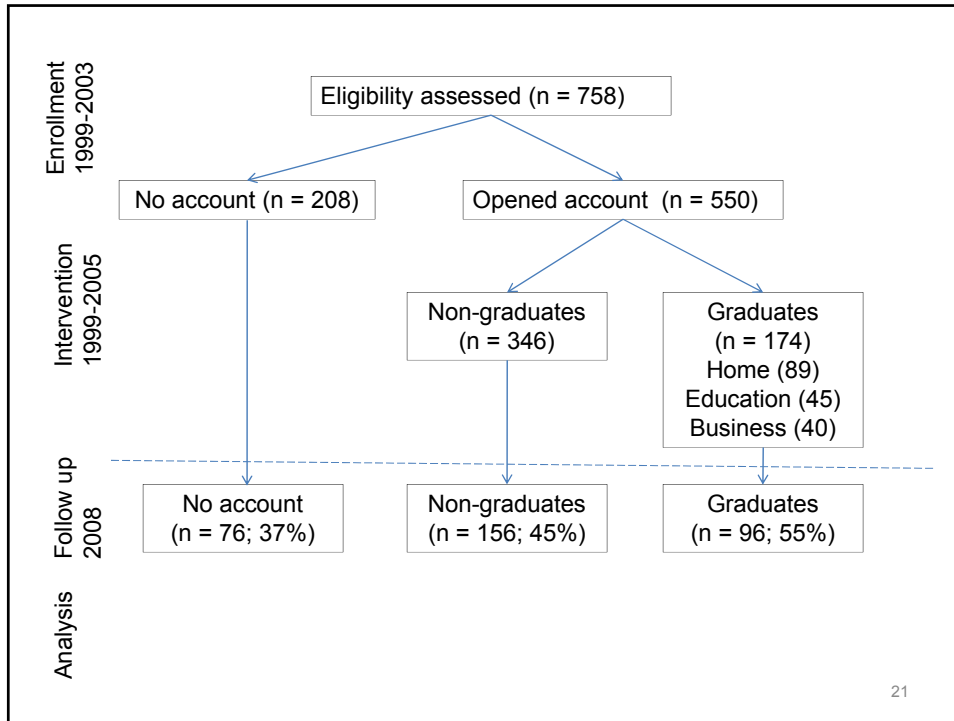 Enrollment
1999-2003
Eligibility assessed (n = 758)
No account (n = 208)
Opened account (n = 550)
Intervention
1999-2005
Non-graduates
(n = 346)
Graduates
(n = 174)
Home (89)
Education (45)
Business (40)
Follow up
2008
No account
(n = 76; 37%)
Non-graduates
(n = 156; 45%)
Graduates
(n = 96; 55%)
Analysis
21